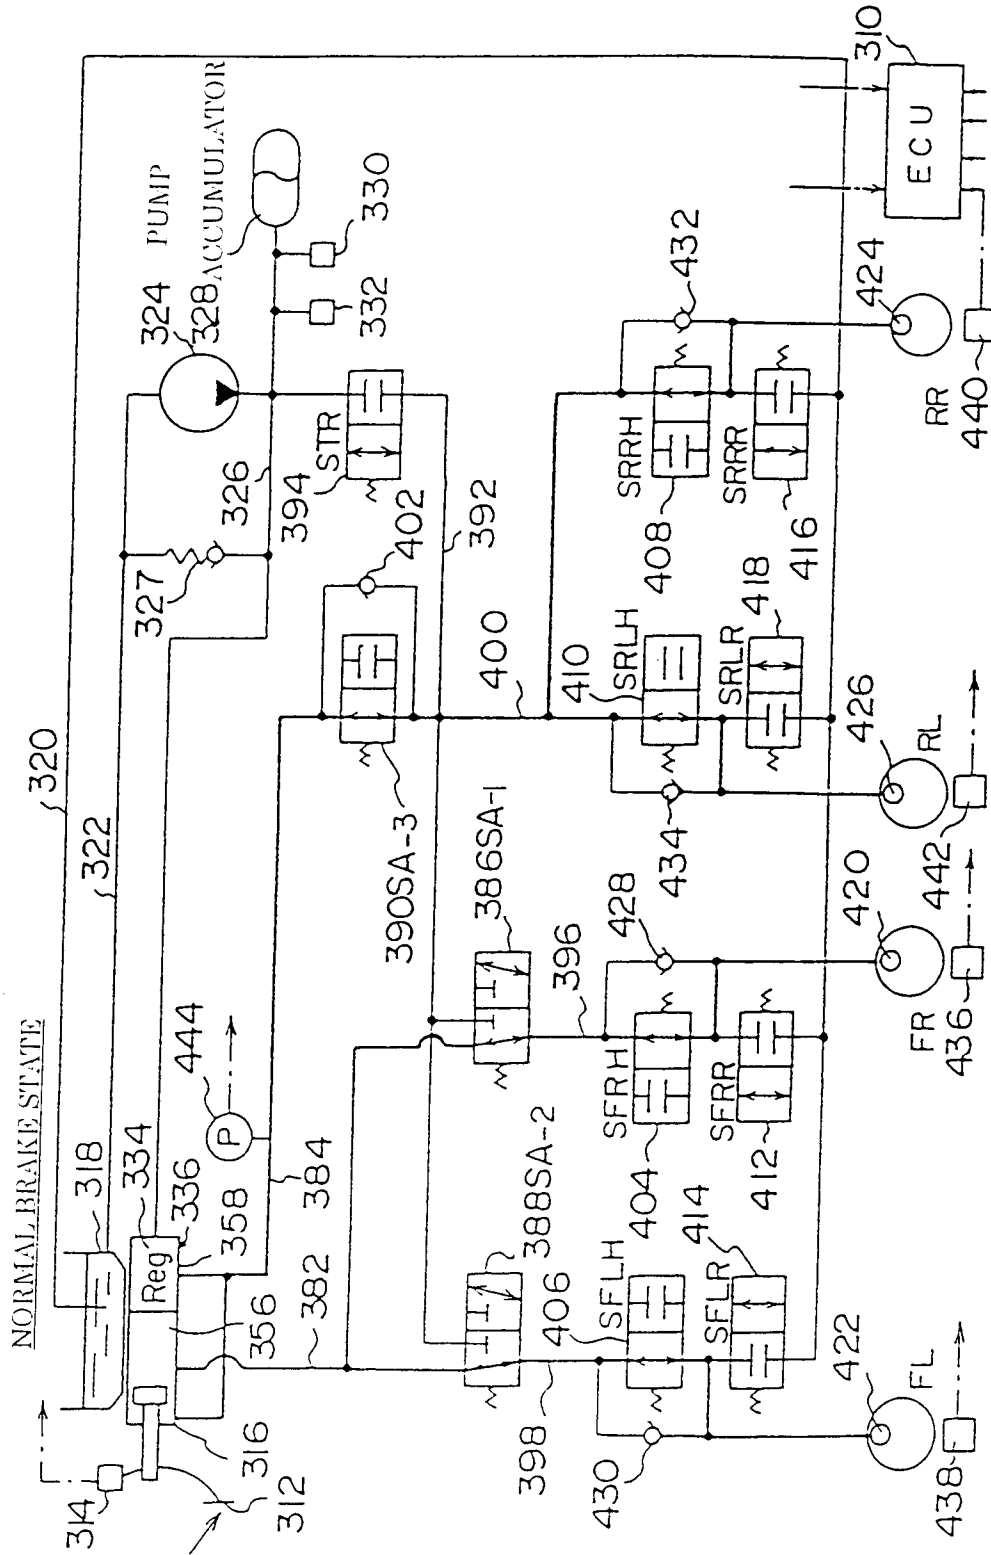 NORMAL BRAKE STATE
320
322
318
334
Reg
336
358
356
382
384
444
P
314
316
312
324
PUMP
328
ACCUMULATOR
327
326
394
STR
330
332
402
392
390SA-3
386SA-1
388SA-2
400
396
398
410
SRLH
SRLR
418
434
408
SRRH
SRRR
416
432
428
SFRH
404
SFRR
412
406
SFLH
SFLR
414
430
422
FL
438
420
FR
436
426
RL
442
424
RR
440
ECU
310